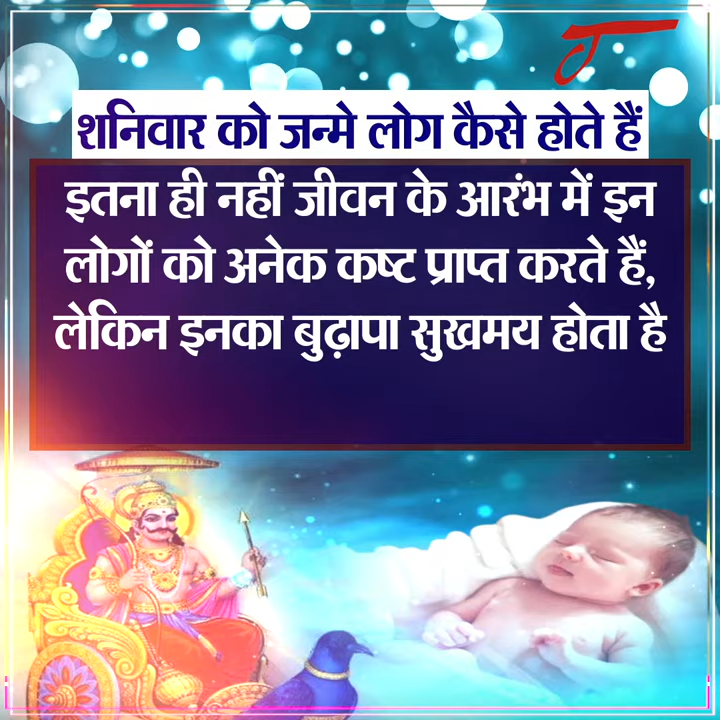 शनिवार को जन्मे लोग कैसे होते हैं
इतना ही नहीं जीवन के आरंभ में इन
लोगों को अनेक कष्ट प्राप्त करते हैं,
लेकिन इनका बुढ़ापा सुखमय होता है